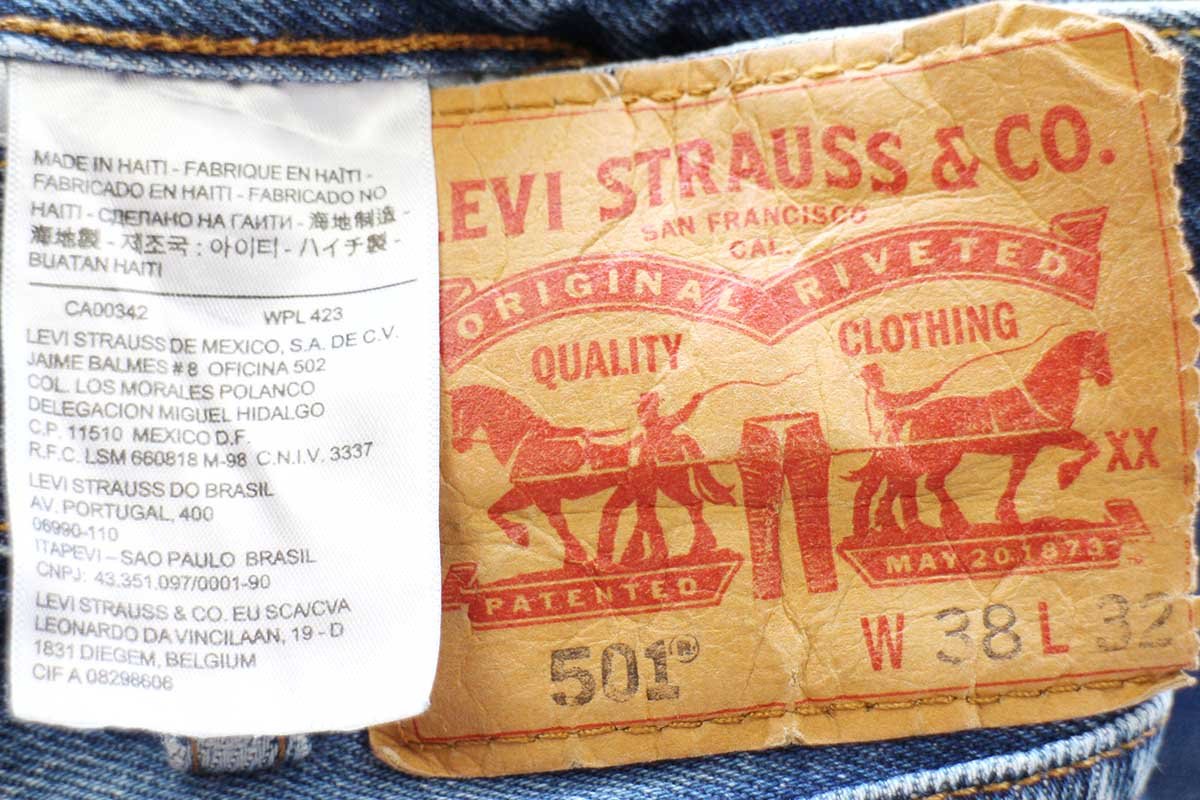 MADE IN HAITI - FABRIQUE EN HAÏTI -
FABRICADO EN HAITI - FABRICADO NO
HAITI - СДЕЛАНО НА ГАИТИ - 海地制造 -
海地製 - 제조국 : 아이티 - ハイチ製 -
BUATAN HAITI
CA00342 WPL 423
LEVI STRAUSS DE MEXICO, S.A. DE C.V.
JAIME BALMES # 8 OFICINA 502
COL. LOS MORALES POLANCO
DELEGACION MIGUEL HIDALGO
C.P. 11510 MEXICO D.F.
R.F.C. LSM 660818 M-98 C.N.I.V. 3337
LEVI STRAUSS DO BRASIL
AV. PORTUGAL, 400
06990-110
ITAPEVI – SAO PAULO BRASIL
CNPJ: 43.351.097/0001-90
LEVI STRAUSS & CO. EU SCA/CVA
LEONARDO DA VINCILAAN, 19 - D
1831 DIEGEM, BELGIUM
CIF A 08298606
LEVI STRAUSS & CO.
SAN FRANCISCO
CAL.
ORIGINAL RIVETED
QUALITY CLOTHING
XX
PATENTED MAY 20 1873 ™
501® W 38 L 32